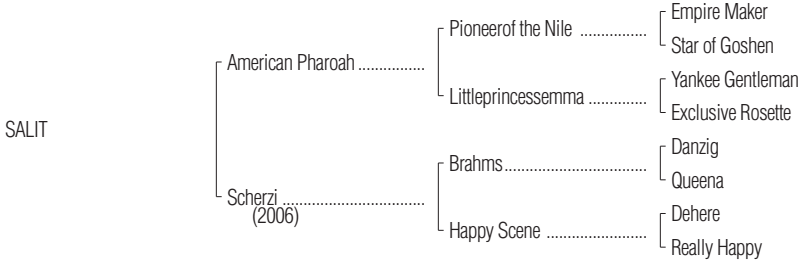 Empire Maker
Pioneerof the Nile ................
Star of Goshen
American Pharoah ................
Yankee Gentleman
Littleprincessemma ..............
Exclusive Rosette
SALIT
Danzig
Brahms...............................
Queena
Scherzi ..................................
(2006)
Dehere
Happy Scene ........................
Really Happy